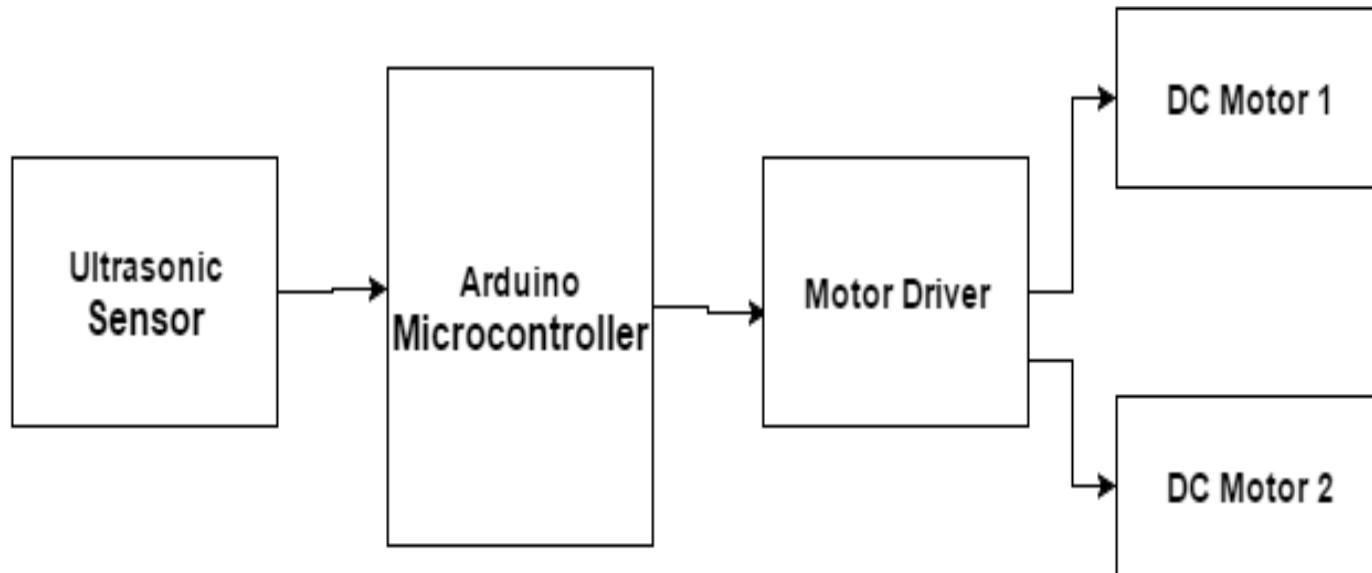 Ultrasonic
Sensor
Arduino
Microcontroller
Motor Driver
DC Motor 1
DC Motor 2